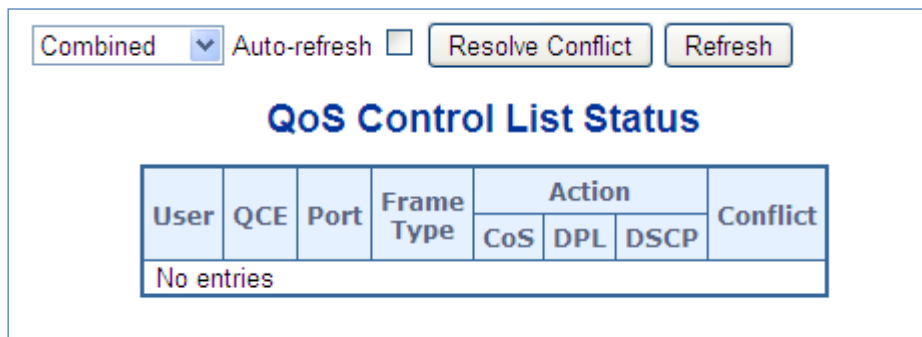 Combined Auto-refresh Resolve Conflict Refresh
QoS Control List Status
User QCE Port Frame Type Action Conflict
CoS DPL DSCP
No entries